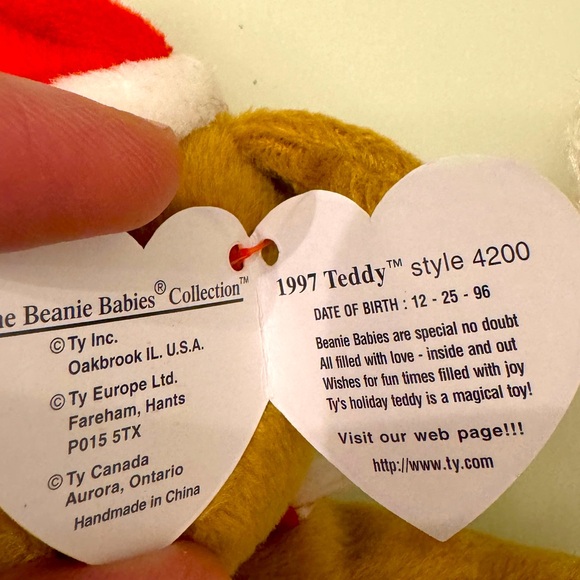 Beanie Babies® Collection™
© Ty Inc.
Oakbrook IL. U.S.A.
© Ty Europe Ltd.
Fareham, Hants
P015 5TX
© Ty Canada
Aurora, Ontario
Handmade in China
1997 Teddy™ style 4200
DATE OF BIRTH : 12 - 25 - 96
Beanie Babies are special no doubt
All filled with love - inside and out
Wishes for fun times filled with joy
Ty's holiday teddy is a magical toy!
Visit our web page!!!
http://www.ty.com